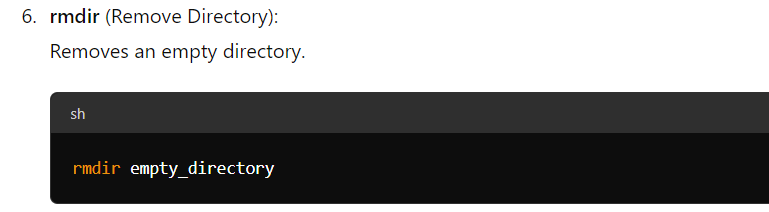 6. rmdir (Remove Directory):
Removes an empty directory.
sh
rmdir empty_directory